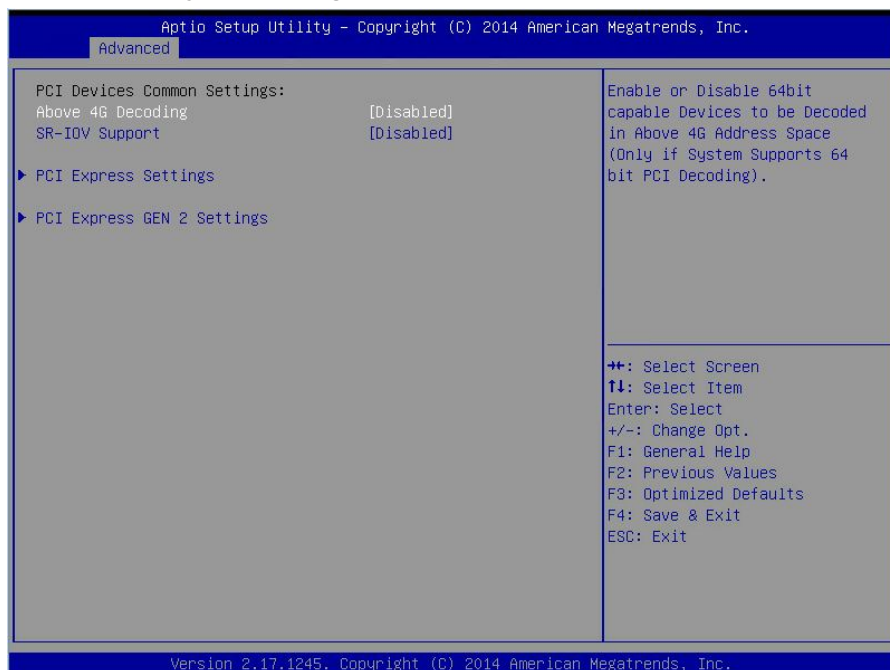 Aptio Setup Utility – Copyright (C) 2014 American Megatrends, Inc.
Advanced
PCI Devices Common Settings:
Above 4G Decoding [Disabled]
SR-IOV Support [Disabled]
PCI Express Settings
PCI Express GEN 2 Settings
Enable or Disable 64bit
capable Devices to be Decoded
in Above 4G Address Space
(Only if System Supports 64
bit PCI Decoding).
→←: Select Screen
↑↓: Select Item
Enter: Select
+/-: Change Opt.
F1: General Help
F2: Previous Values
F3: Optimized Defaults
F4: Save & Exit
ESC: Exit
Version 2.17.1245. Copyright (C) 2014 American Megatrends, Inc.